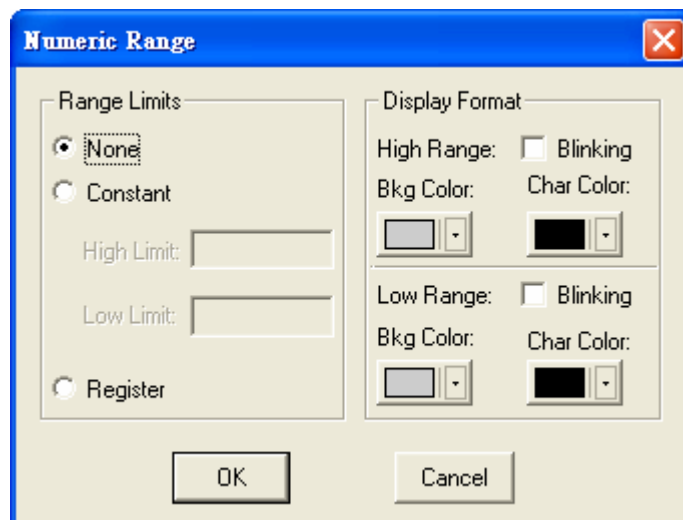 Numeric Range
Range Limits
None
Constant
High Limit:
Low Limit:
Register
Display Format
High Range: Blinking
Bkg Color: Char Color:
Low Range: Blinking
Bkg Color: Char Color:
OK Cancel